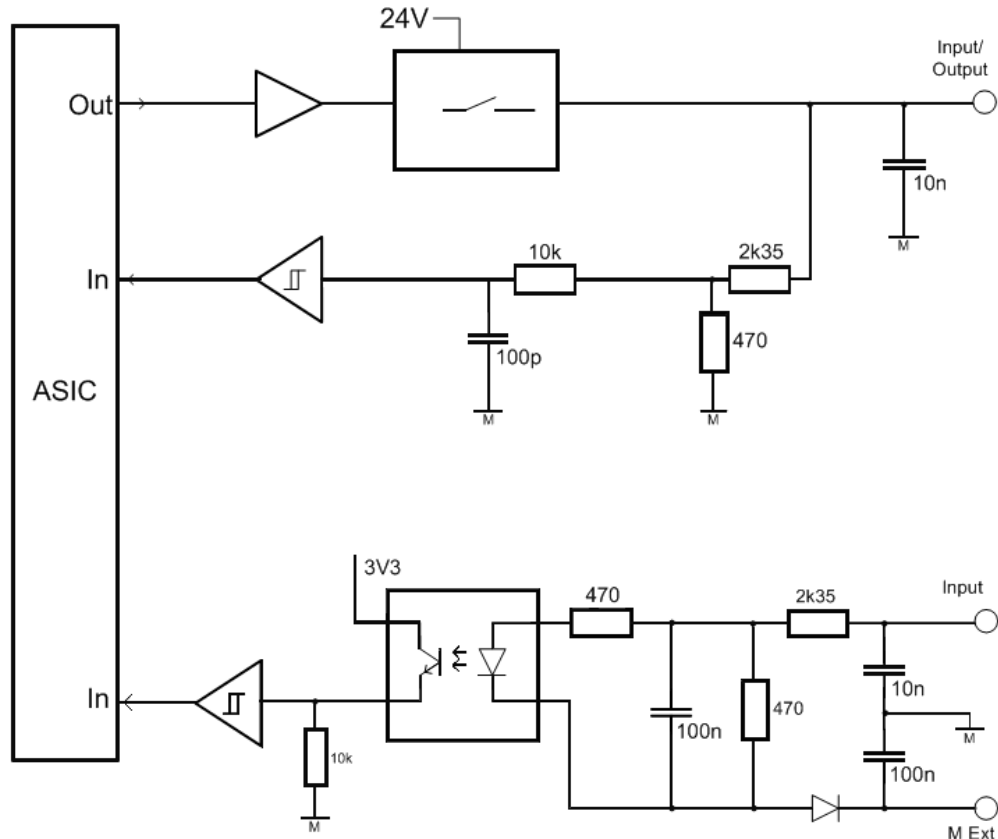 24V
Input/
Output
Out
10n
M
10k
2k35
In
470
100p
M
M
ASIC
3V3
470
2k35
Input
10n
In
470
100n
M
10k
100n
M
M Ext